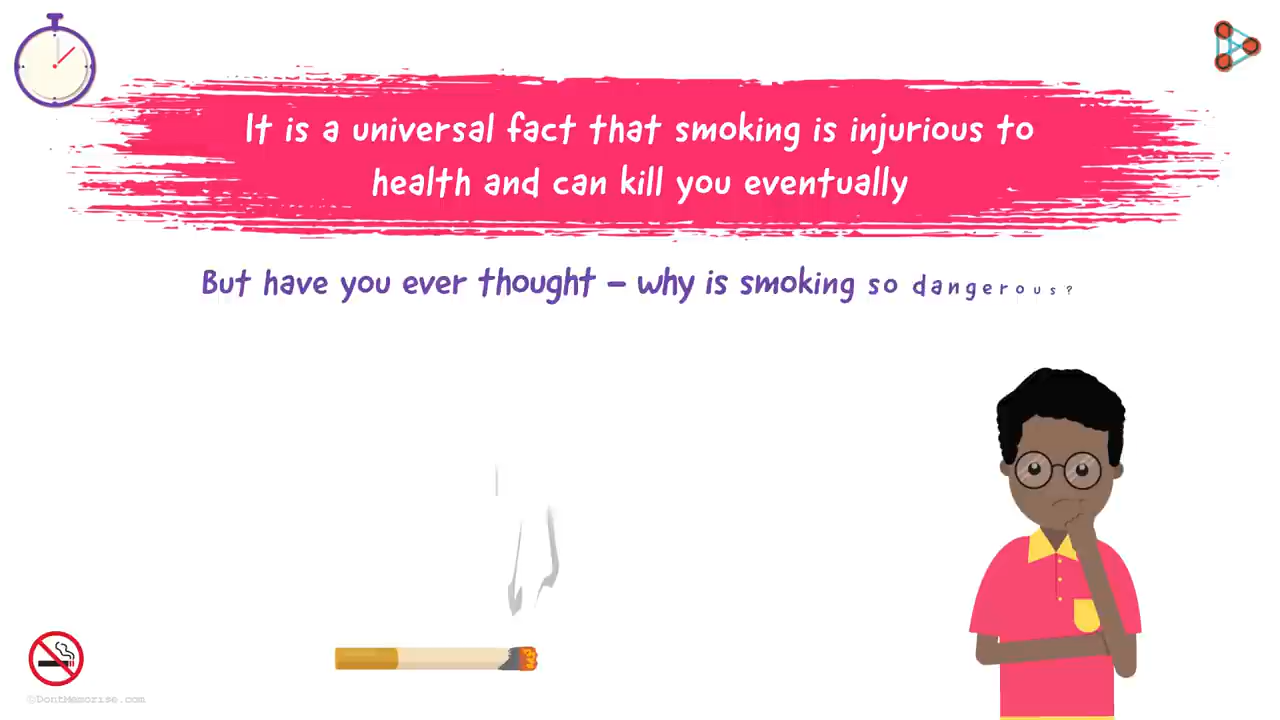 It is a universal fact that smoking is injurious to
health and can kill you eventually
But have you ever thought – why is smoking so dangerous?
©DontMemorise.com